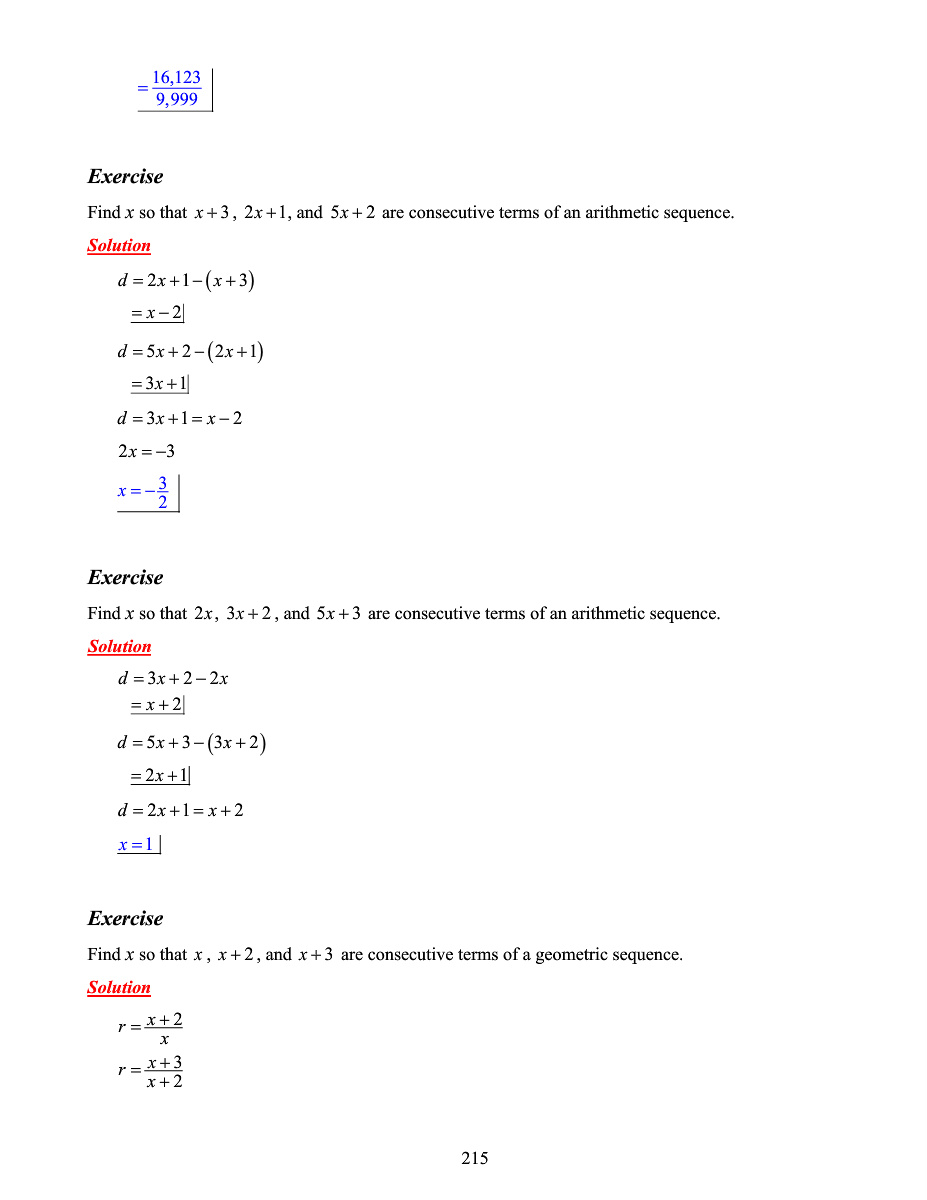 = 16,123 / 9,999
Exercise
Find x so that x + 3 , 2x + 1, and 5x + 2 are consecutive terms of an arithmetic sequence.
Solution
d = 2x + 1 − (x + 3)
= x − 2
d = 5x + 2 − (2x + 1)
= 3x + 1
d = 3x + 1 = x − 2
2x = −3
x = − 3 / 2
Exercise
Find x so that 2x , 3x + 2 , and 5x + 3 are consecutive terms of an arithmetic sequence.
Solution
d = 3x + 2 − 2x
= x + 2
d = 5x + 3 − (3x + 2)
= 2x + 1
d = 2x + 1 = x + 2
x = 1
Exercise
Find x so that x , x + 2 , and x + 3 are consecutive terms of a geometric sequence.
Solution
r = x + 2 / x
r = x + 3 / x + 2
215